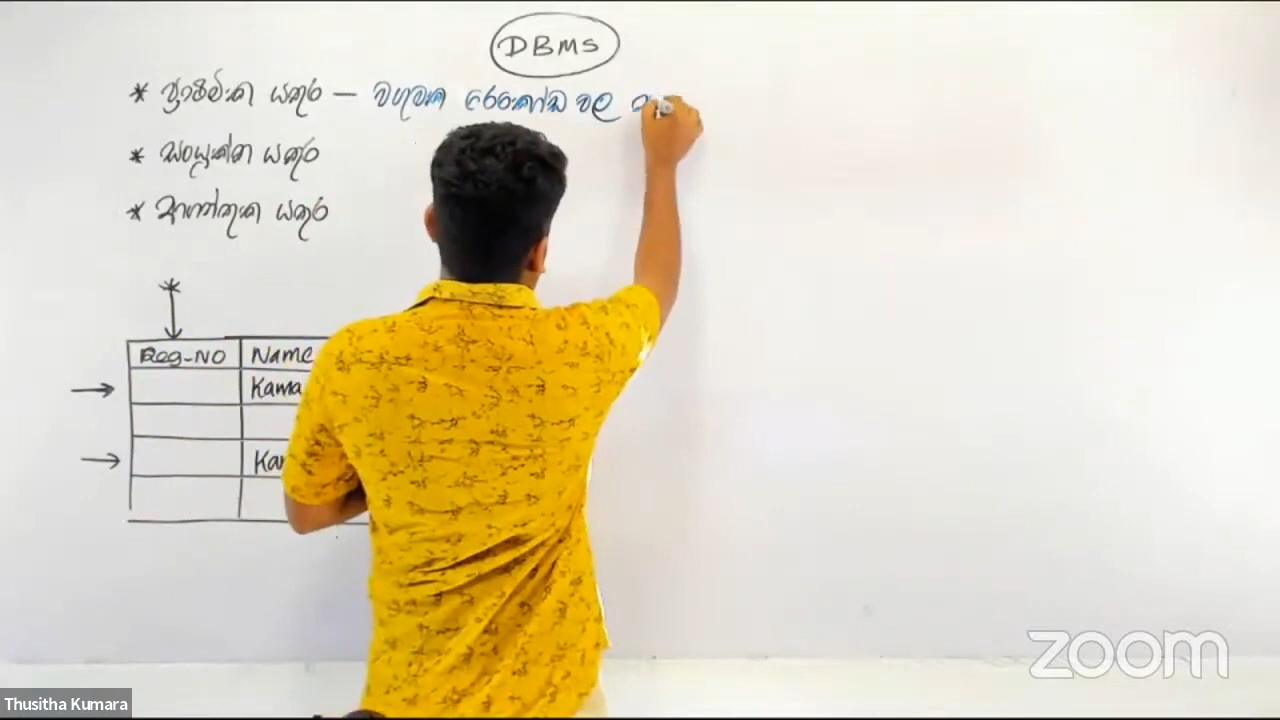 DBMS
* ප්‍රාථමික යතුර – වගුවක රෙකෝඩ වල
* සංයුක්ත යතුර
* ආගන්තුක යතුර
*
Reg-NO Name
Kama
Ka
zoom
Thusitha Kumara